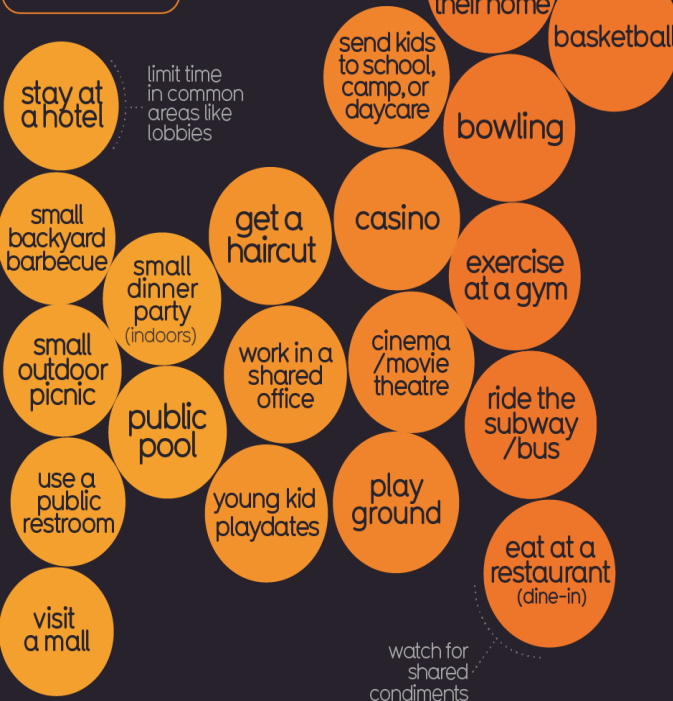 their home
basketball
send kids
to school,
camp, or
daycare
bowling
stay at
a hotel
limit time
in common
areas like
lobbies
small
backyard
barbecue
get a
haircut
casino
small
dinner
party
(indoors)
exercise
at a gym
small
outdoor
picnic
work in a
shared
office
cinema
/movie
theatre
public
pool
ride the
subway
/bus
use a
public
restroom
young kid
playdates
play
ground
eat at a
restaurant
(dine-in)
visit
a mall
watch for
shared
condiments